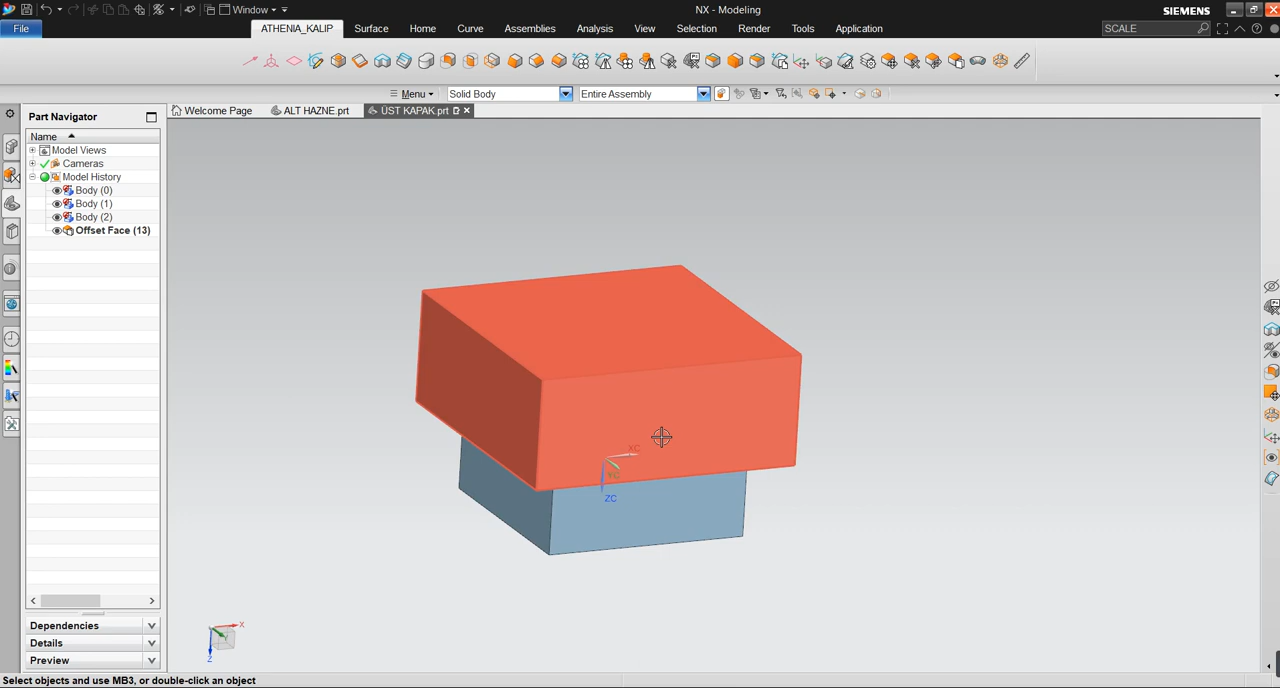 Window
NX - Modeling
SIEMENS
File
ATHENIA_KALIP
Surface
Home
Curve
Assemblies
Analysis
View
Selection
Render
Tools
Application
SCALE
Menu
Solid Body
Entire Assembly
Part Navigator
Welcome Page
ALT HAZNE.prt
ÜST KAPAK.prt
Name
Model Views
Cameras
Model History
Body (0)
Body (1)
Body (2)
Offset Face (13)
XC
YC
ZC
X
Y
Z
Dependencies
Details
Preview
Select objects and use MB3, or double-click an object